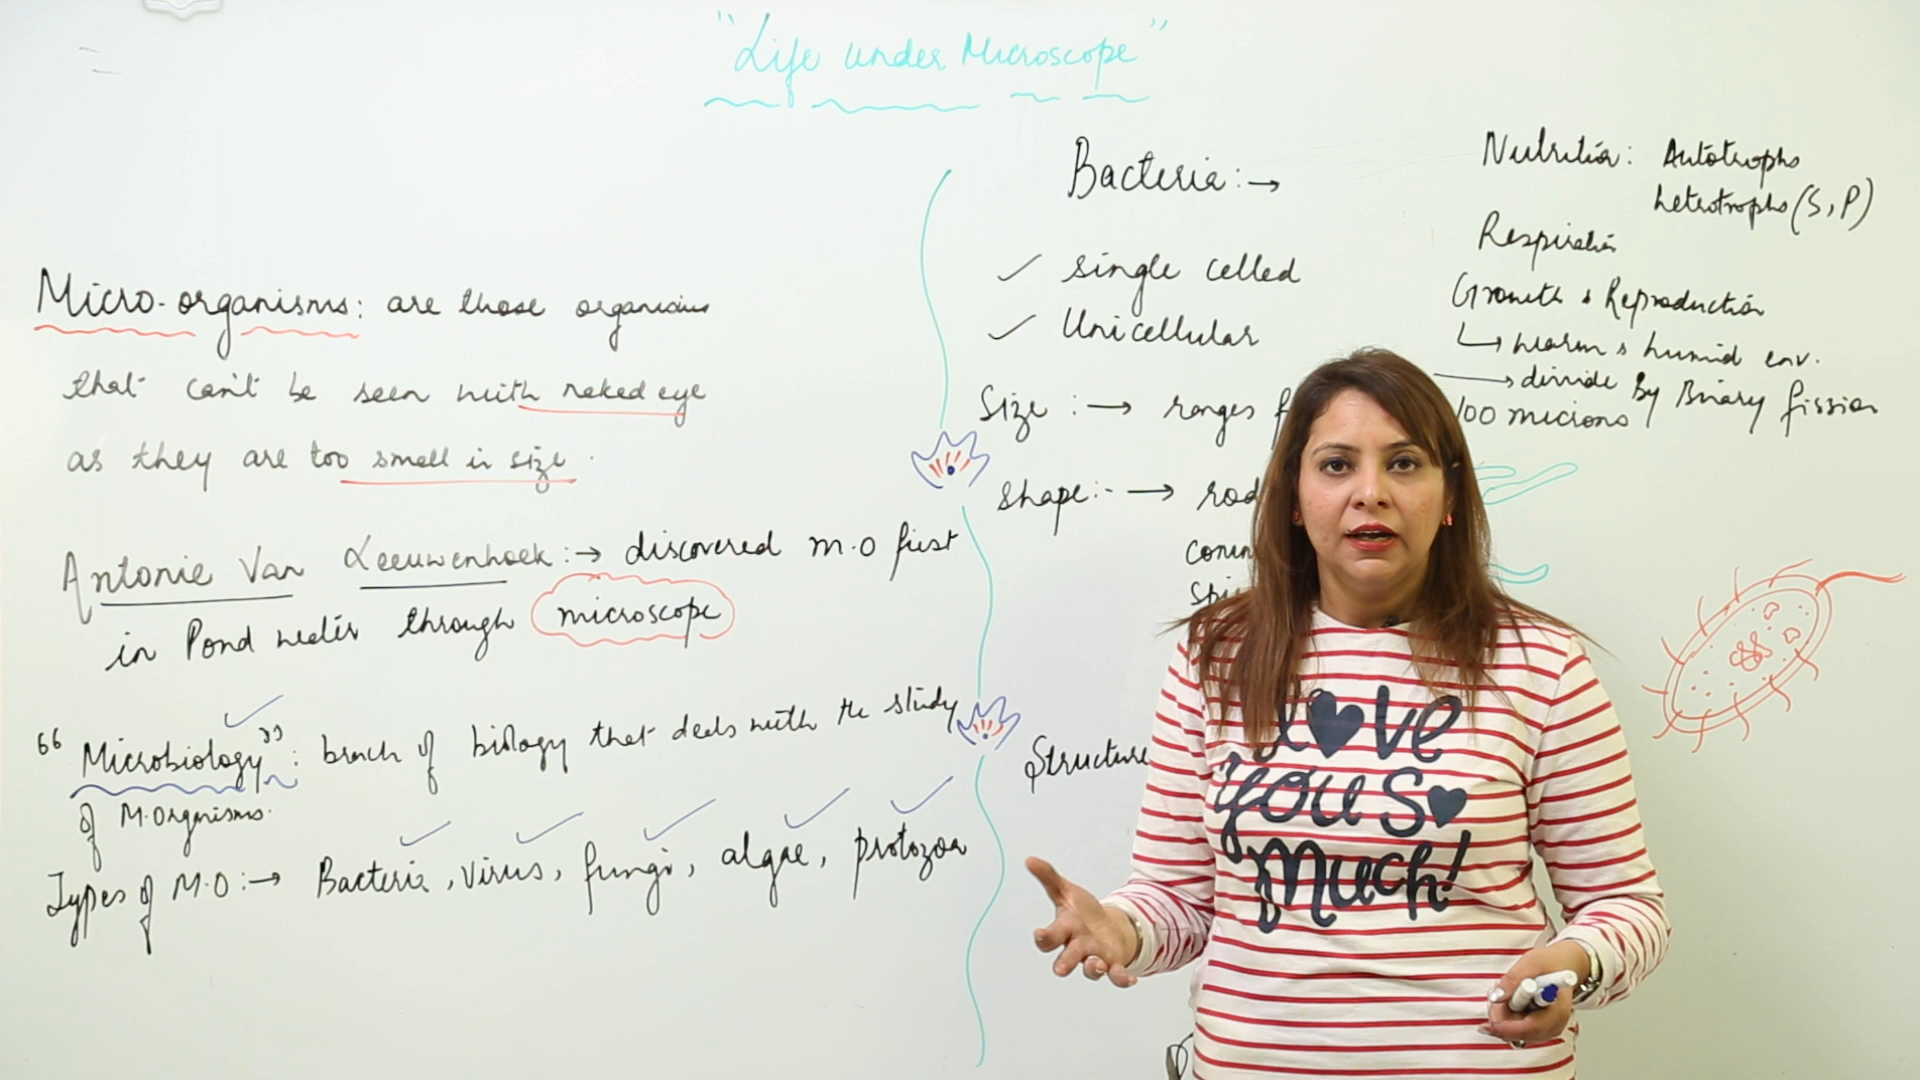 "Life under Microscope"
Micro-organisms: are those organisms
that can't be seen with naked eye
as they are too small in size.
Antonie Van Leeuwenhoek:→ discovered m.o first
in Pond water through microscope
"Microbiology": branch of biology that deals with the study
of M.organisms.
Types of M.O:→ Bacteria, virus, fungi, algae, protozoa
Bacteria:→
✓ single celled
✓ Unicellular
Size :→ ranges 100 microns
Shape:- → rod
Structure
Nutrition: Autotrophs
heterotrophs (S, P)
Respiration
Growth & Reproduction
↳ warm & humid env.
→ divide by Binary fission
Love
you So
Much!